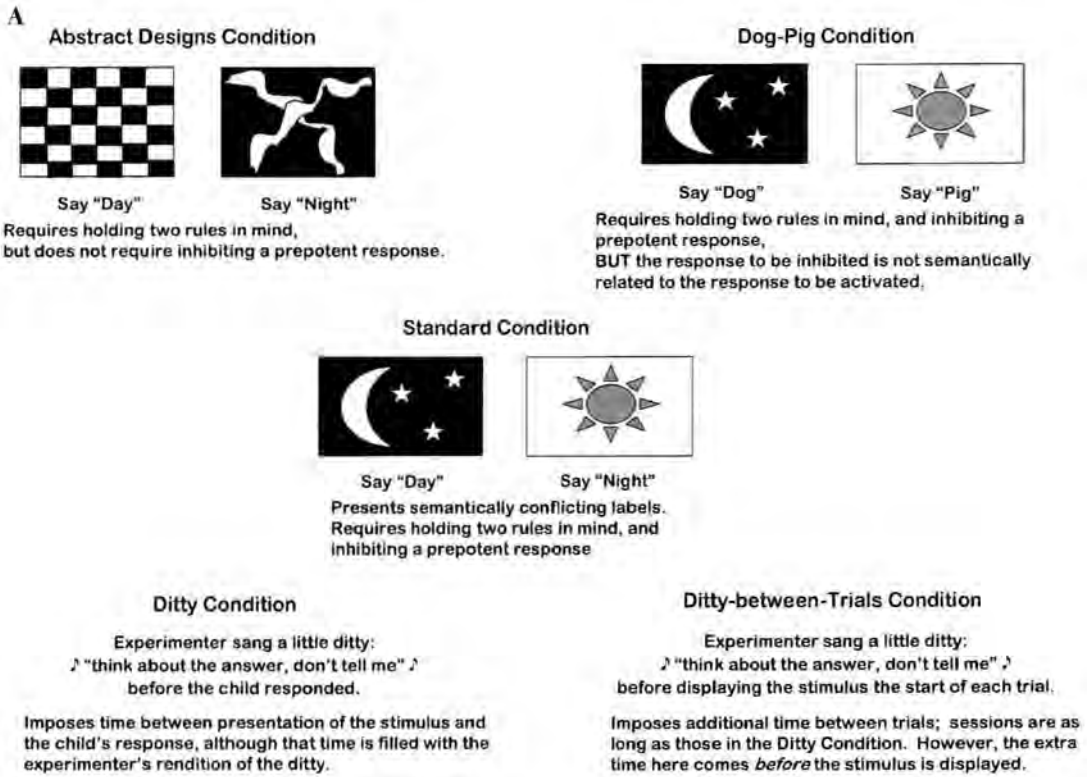 A
Abstract Designs Condition
Say "Day"
Say "Night"
Requires holding two rules in mind,
but does not require inhibiting a prepotent response.
Dog-Pig Condition
Say "Dog"
Say "Pig"
Requires holding two rules in mind, and inhibiting a
prepotent response,
BUT the response to be inhibited is not semantically
related to the response to be activated.
Standard Condition
Say "Day"
Say "Night"
Presents semantically conflicting labels.
Requires holding two rules in mind, and
inhibiting a prepotent response
Ditty Condition
Experimenter sang a little ditty:
♪ "think about the answer, don't tell me" ♪
before the child responded.
Imposes time between presentation of the stimulus and
the child's response, although that time is filled with the
experimenter's rendition of the ditty.
Ditty-between-Trials Condition
Experimenter sang a little ditty:
♪ "think about the answer, don't tell me" ♪
before displaying the stimulus the start of each trial.
Imposes additional time between trials; sessions are as
long as those in the Ditty Condition. However, the extra
time here comes before the stimulus is displayed.